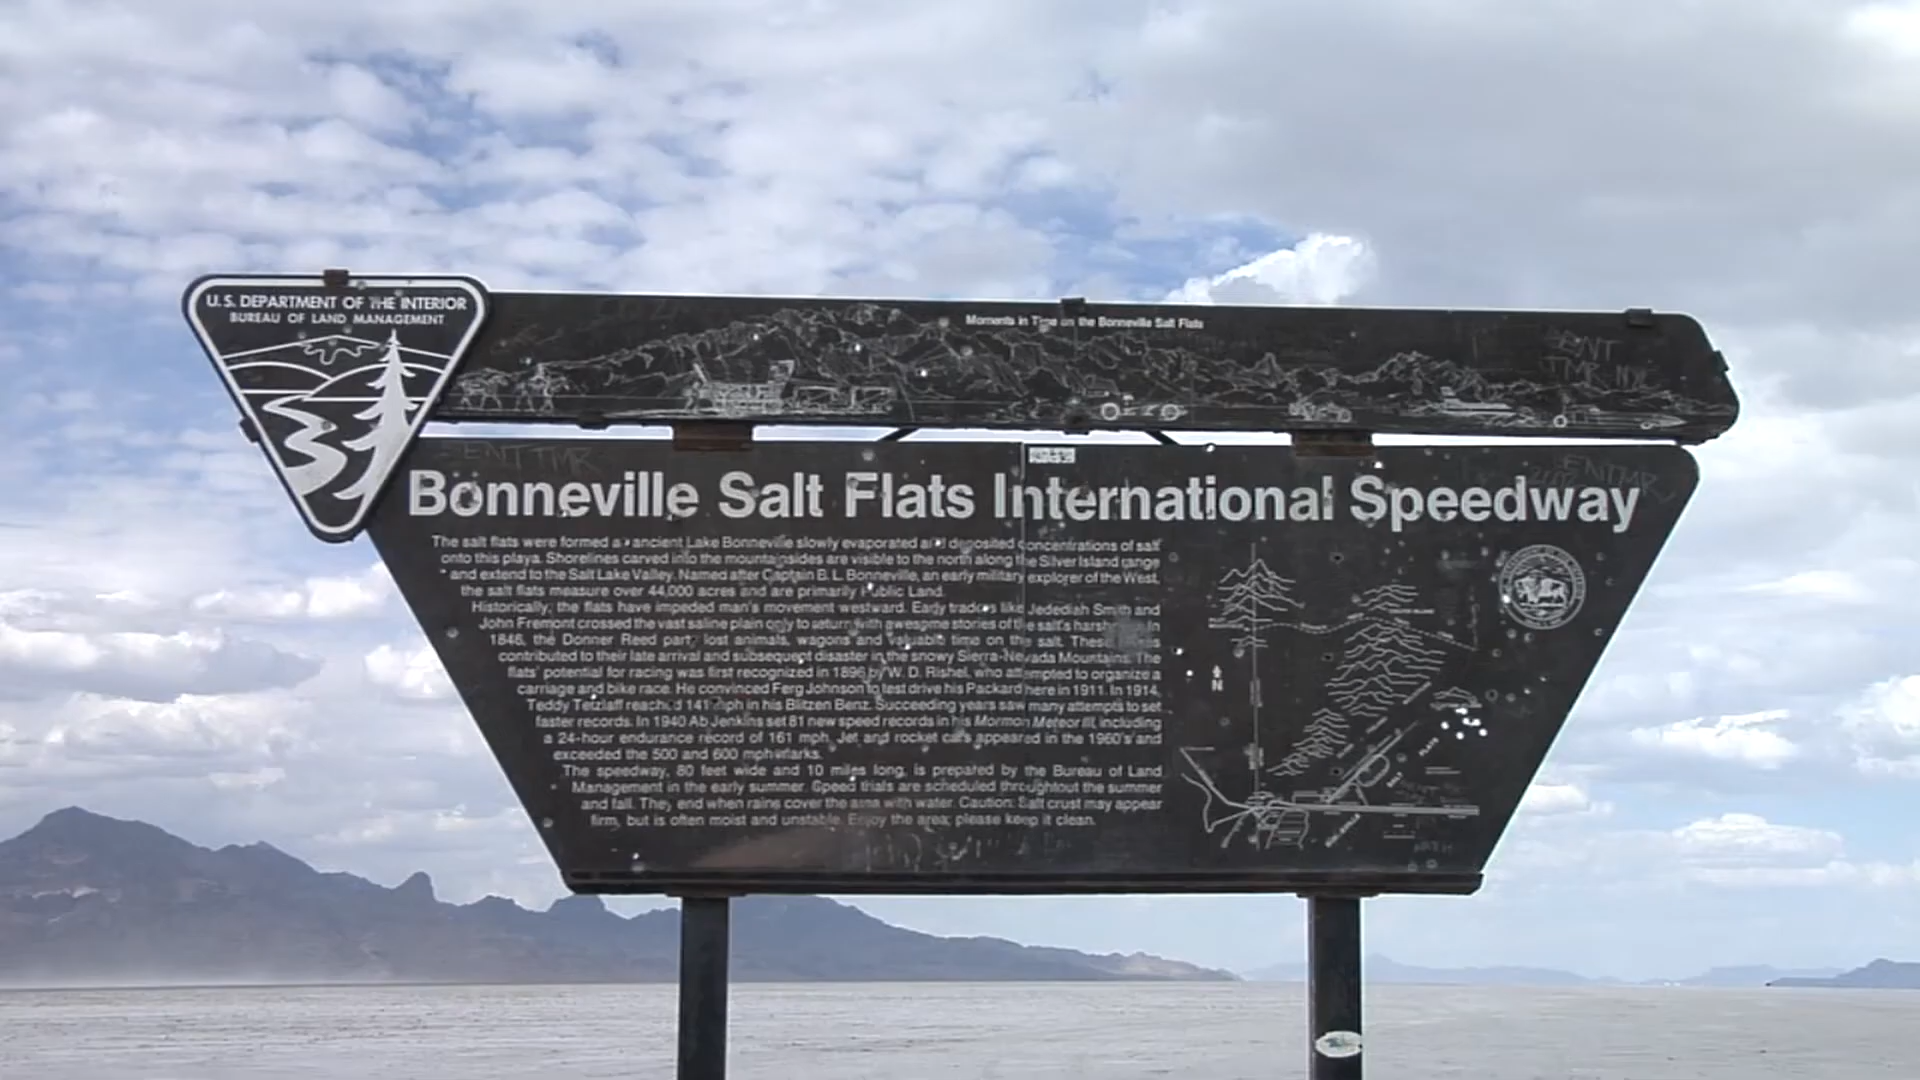 U.S. DEPARTMENT OF THE INTERIOR
BUREAU OF LAND MANAGEMENT
Moments in Time on the Bonneville Salt Flats
ENT
TMR
ENT TMR
ENTMR
Bonneville Salt Flats International Speedway
The salt flats were formed as ancient Lake Bonneville slowly evaporated and deposited concentrations of salt
onto this playa. Shorelines carved into the mountainsides are visible to the north along the Silver Island range
and extend to the Salt Lake Valley. Named after Captain B. L. Bonneville, an early military explorer of the West,
the salt flats measure over 44,000 acres and are primarily Public Land.
Historically, the flats have impeded man's movement westward. Early traders like Jedediah Smith and
John Fremont crossed the vast saline plain only to return with awesome stories of the salt's harsh In
1846, the Donner Reed party lost animals, wagons and valuable time on the salt. These
contributed to their late arrival and subsequent disaster in the snowy Sierra-Nevada Mountains. The
flats' potential for racing was first recognized in 1896 by W. D. Rishel, who attempted to organize a
carriage and bike race. He convinced Ferg Johnson to test drive his Packard here in 1911. In 1914,
Teddy Tetzlaff reached 141 mph in his Blitzen Benz. Succeeding years saw many attempts to set
faster records. In 1940 Ab Jenkins set 81 new speed records in his Mormon Meteor III, including
a 24-hour endurance record of 161 mph. Jet and rocket cars appeared in the 1960's and
exceeded the 500 and 600 mph marks.
The speedway, 80 feet wide and 10 miles long, is prepared by the Bureau of Land
Management in the early summer. Speed trials are scheduled throughtout the summer
and fall. They end when rains cover the area with water. Caution: Salt crust may appear
firm, but is often moist and unstable. Enjoy the area; please keep it clean.
N
SALT
FLATS